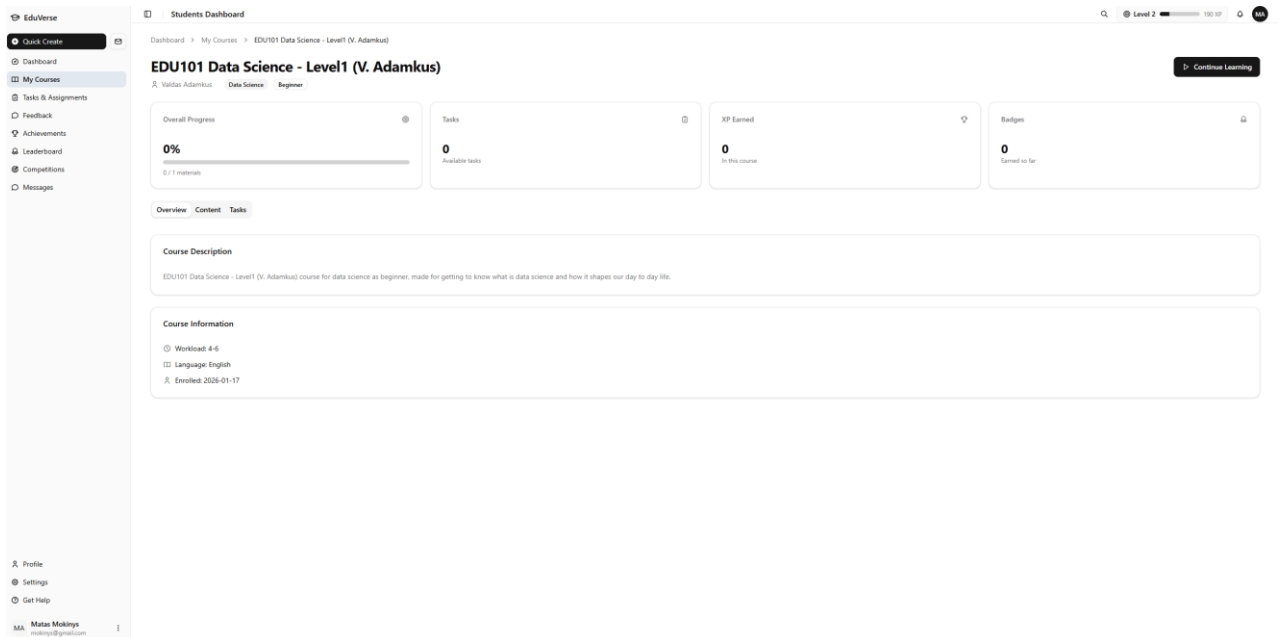 EduVerse
Students Dashboard
Level 2
190 XP
MA
Quick Create
Dashboard
My Courses
Tasks & Assignments
Feedback
Achievements
Leaderboard
Competitions
Messages
Dashboard > My Courses > EDU101 Data Science - Level1 (V. Adamkus)
EDU101 Data Science - Level1 (V. Adamkus)
Continue Learning
Valdas Adamkus Data Science Beginner
Overall Progress
0%
0 / 1 materials
Tasks
0
Available tasks
XP Earned
0
In this course
Badges
0
Earned so far
Overview Content Tasks
Course Description
EDU101 Data Science - Level1 (V. Adamkus) course for data science as beginner, made for getting to know what is data science and how it shapes our day to day life.
Course Information
Workload: 4-6
Language: English
Enrolled: 2026-01-17
Profile
Settings
Get Help
MA
Matas Mokinys
mokinys@gmail.com